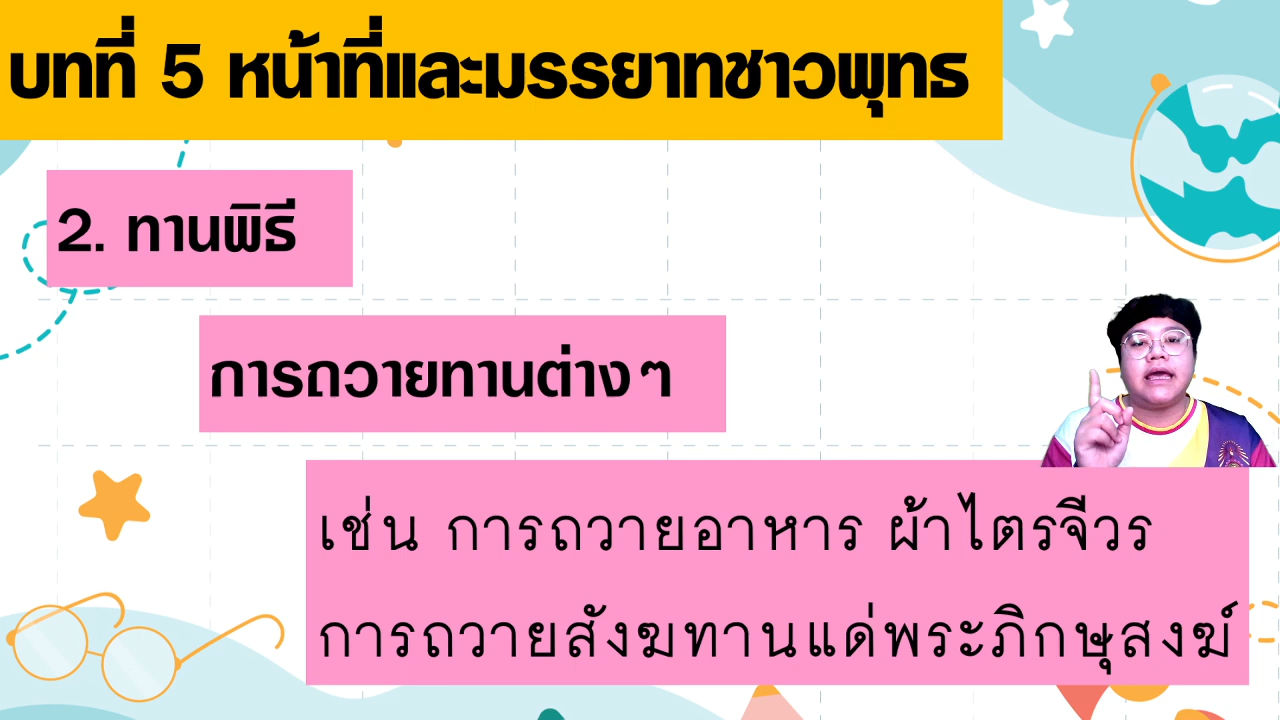 บทที่ 5 หน้าที่และมรรยาทชาวพุทธ
2. ทานพิธี
การถวายทานต่างๆ
เช่น การถวายอาหาร ผ้าไตรจีวร
การถวายสังฆทานแด่พระภิกษุสงฆ์